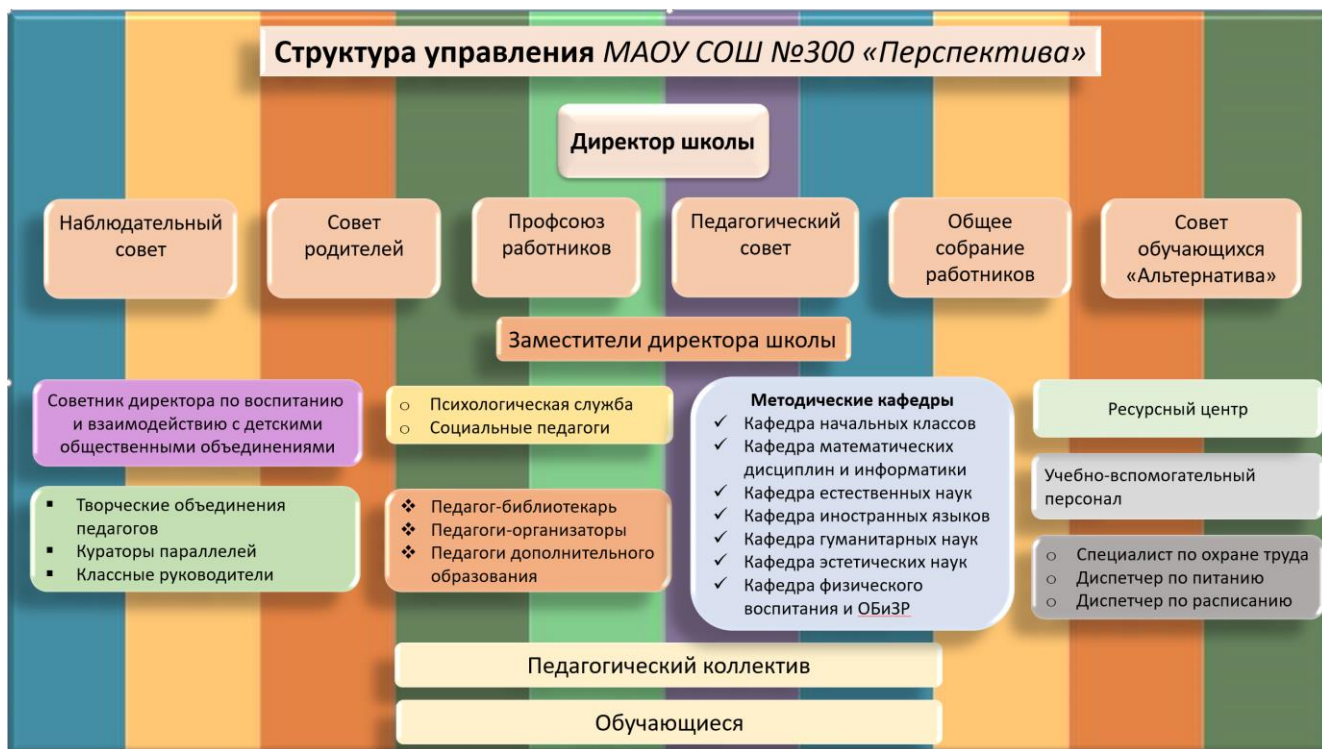 Структура управления МАОУ СОШ №300 «Перспектива»
Директор школы
Наблюдательный
совет
Совет
родителей
Профсоюз
работников
Педагогический
совет
Общее
собрание
работников
Совет
обучающихся
«Альтернатива»
Заместители директора школы
Советник директора по воспитанию
и взаимодействию с детскими
общественными объединениями
Творческие объединения
педагогов
Кураторы параллелей
Классные руководители
Психологическая служба
Социальные педагоги
Педагог-библиотекарь
Педагоги-организаторы
Педагоги дополнительного
образования
Методические кафедры
Кафедра начальных классов
Кафедра математических
дисциплин и информатики
Кафедра естественных наук
Кафедра иностранных языков
Кафедра гуманитарных наук
Кафедра эстетических наук
Кафедра физического
воспитания и ОБиЗР
Ресурсный центр
Учебно-вспомогательный
персонал
Специалист по охране труда
Диспетчер по питанию
Диспетчер по расписанию
Педагогический коллектив
Обучающиеся